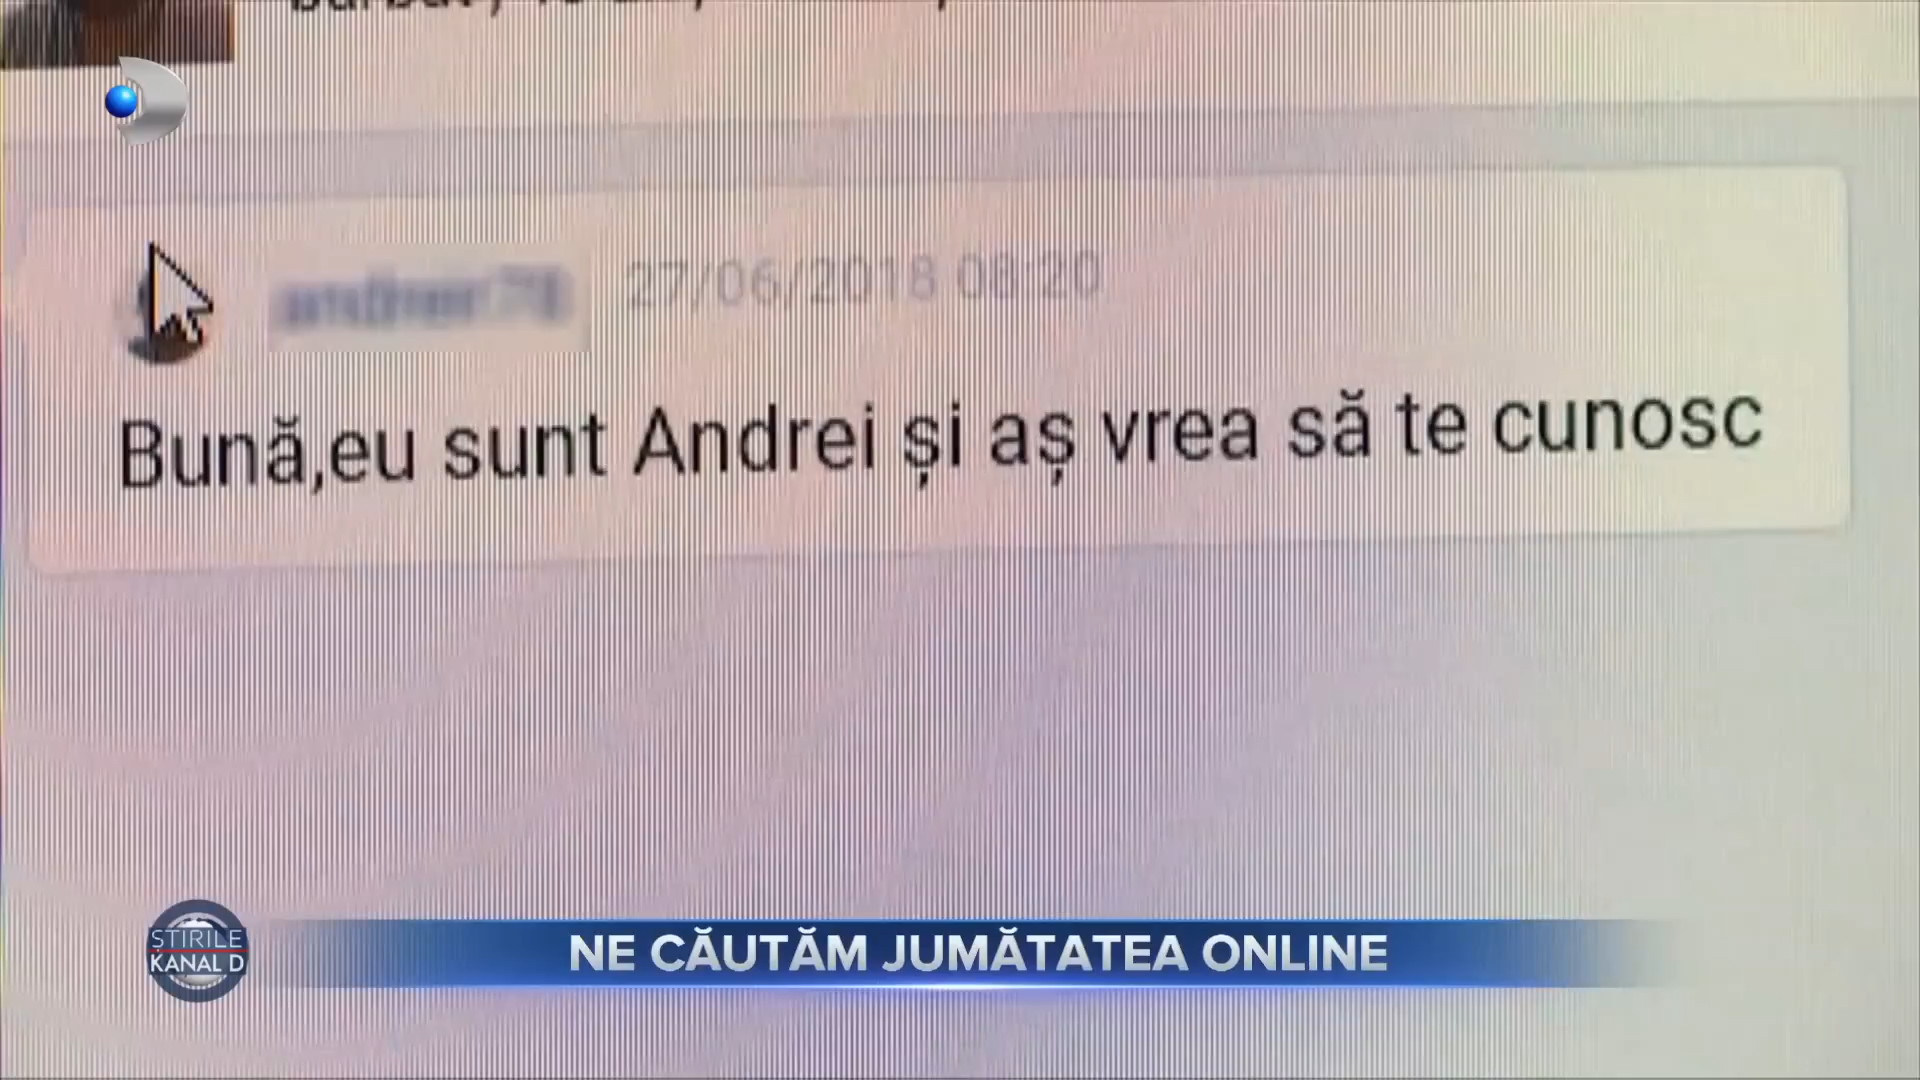 27/06/2018 08:20
Bună,eu sunt Andrei și aș vrea să te cunosc
ȘTIRILE
KANAL D
NE CĂUTĂM JUMĂTATEA ONLINE